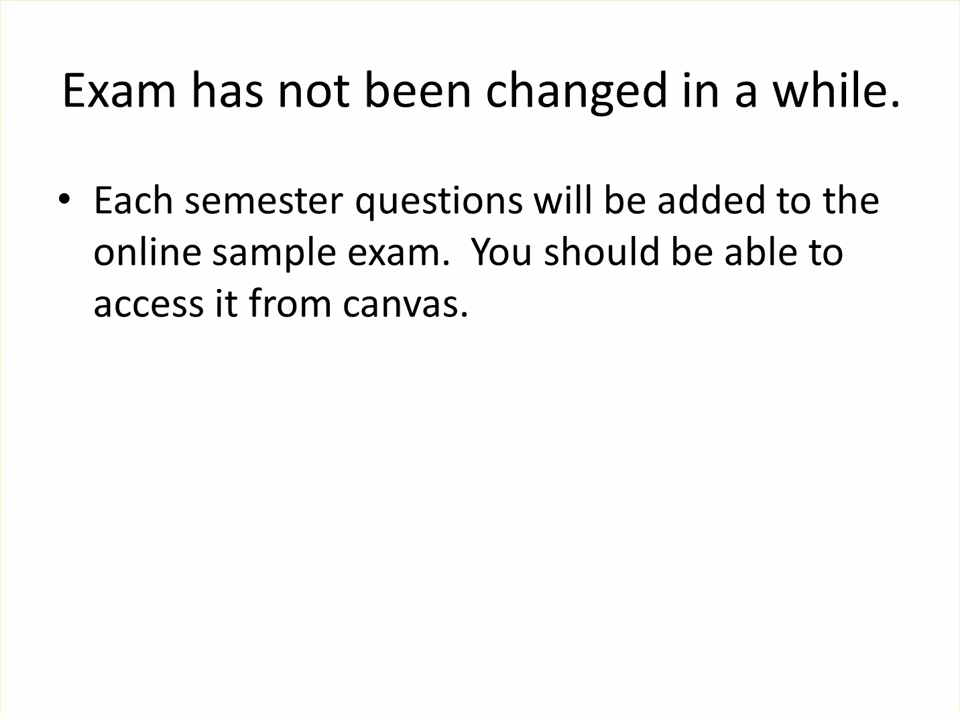 Exam has not been changed in a while.
• Each semester questions will be added to the
online sample exam.  You should be able to
access it from canvas.